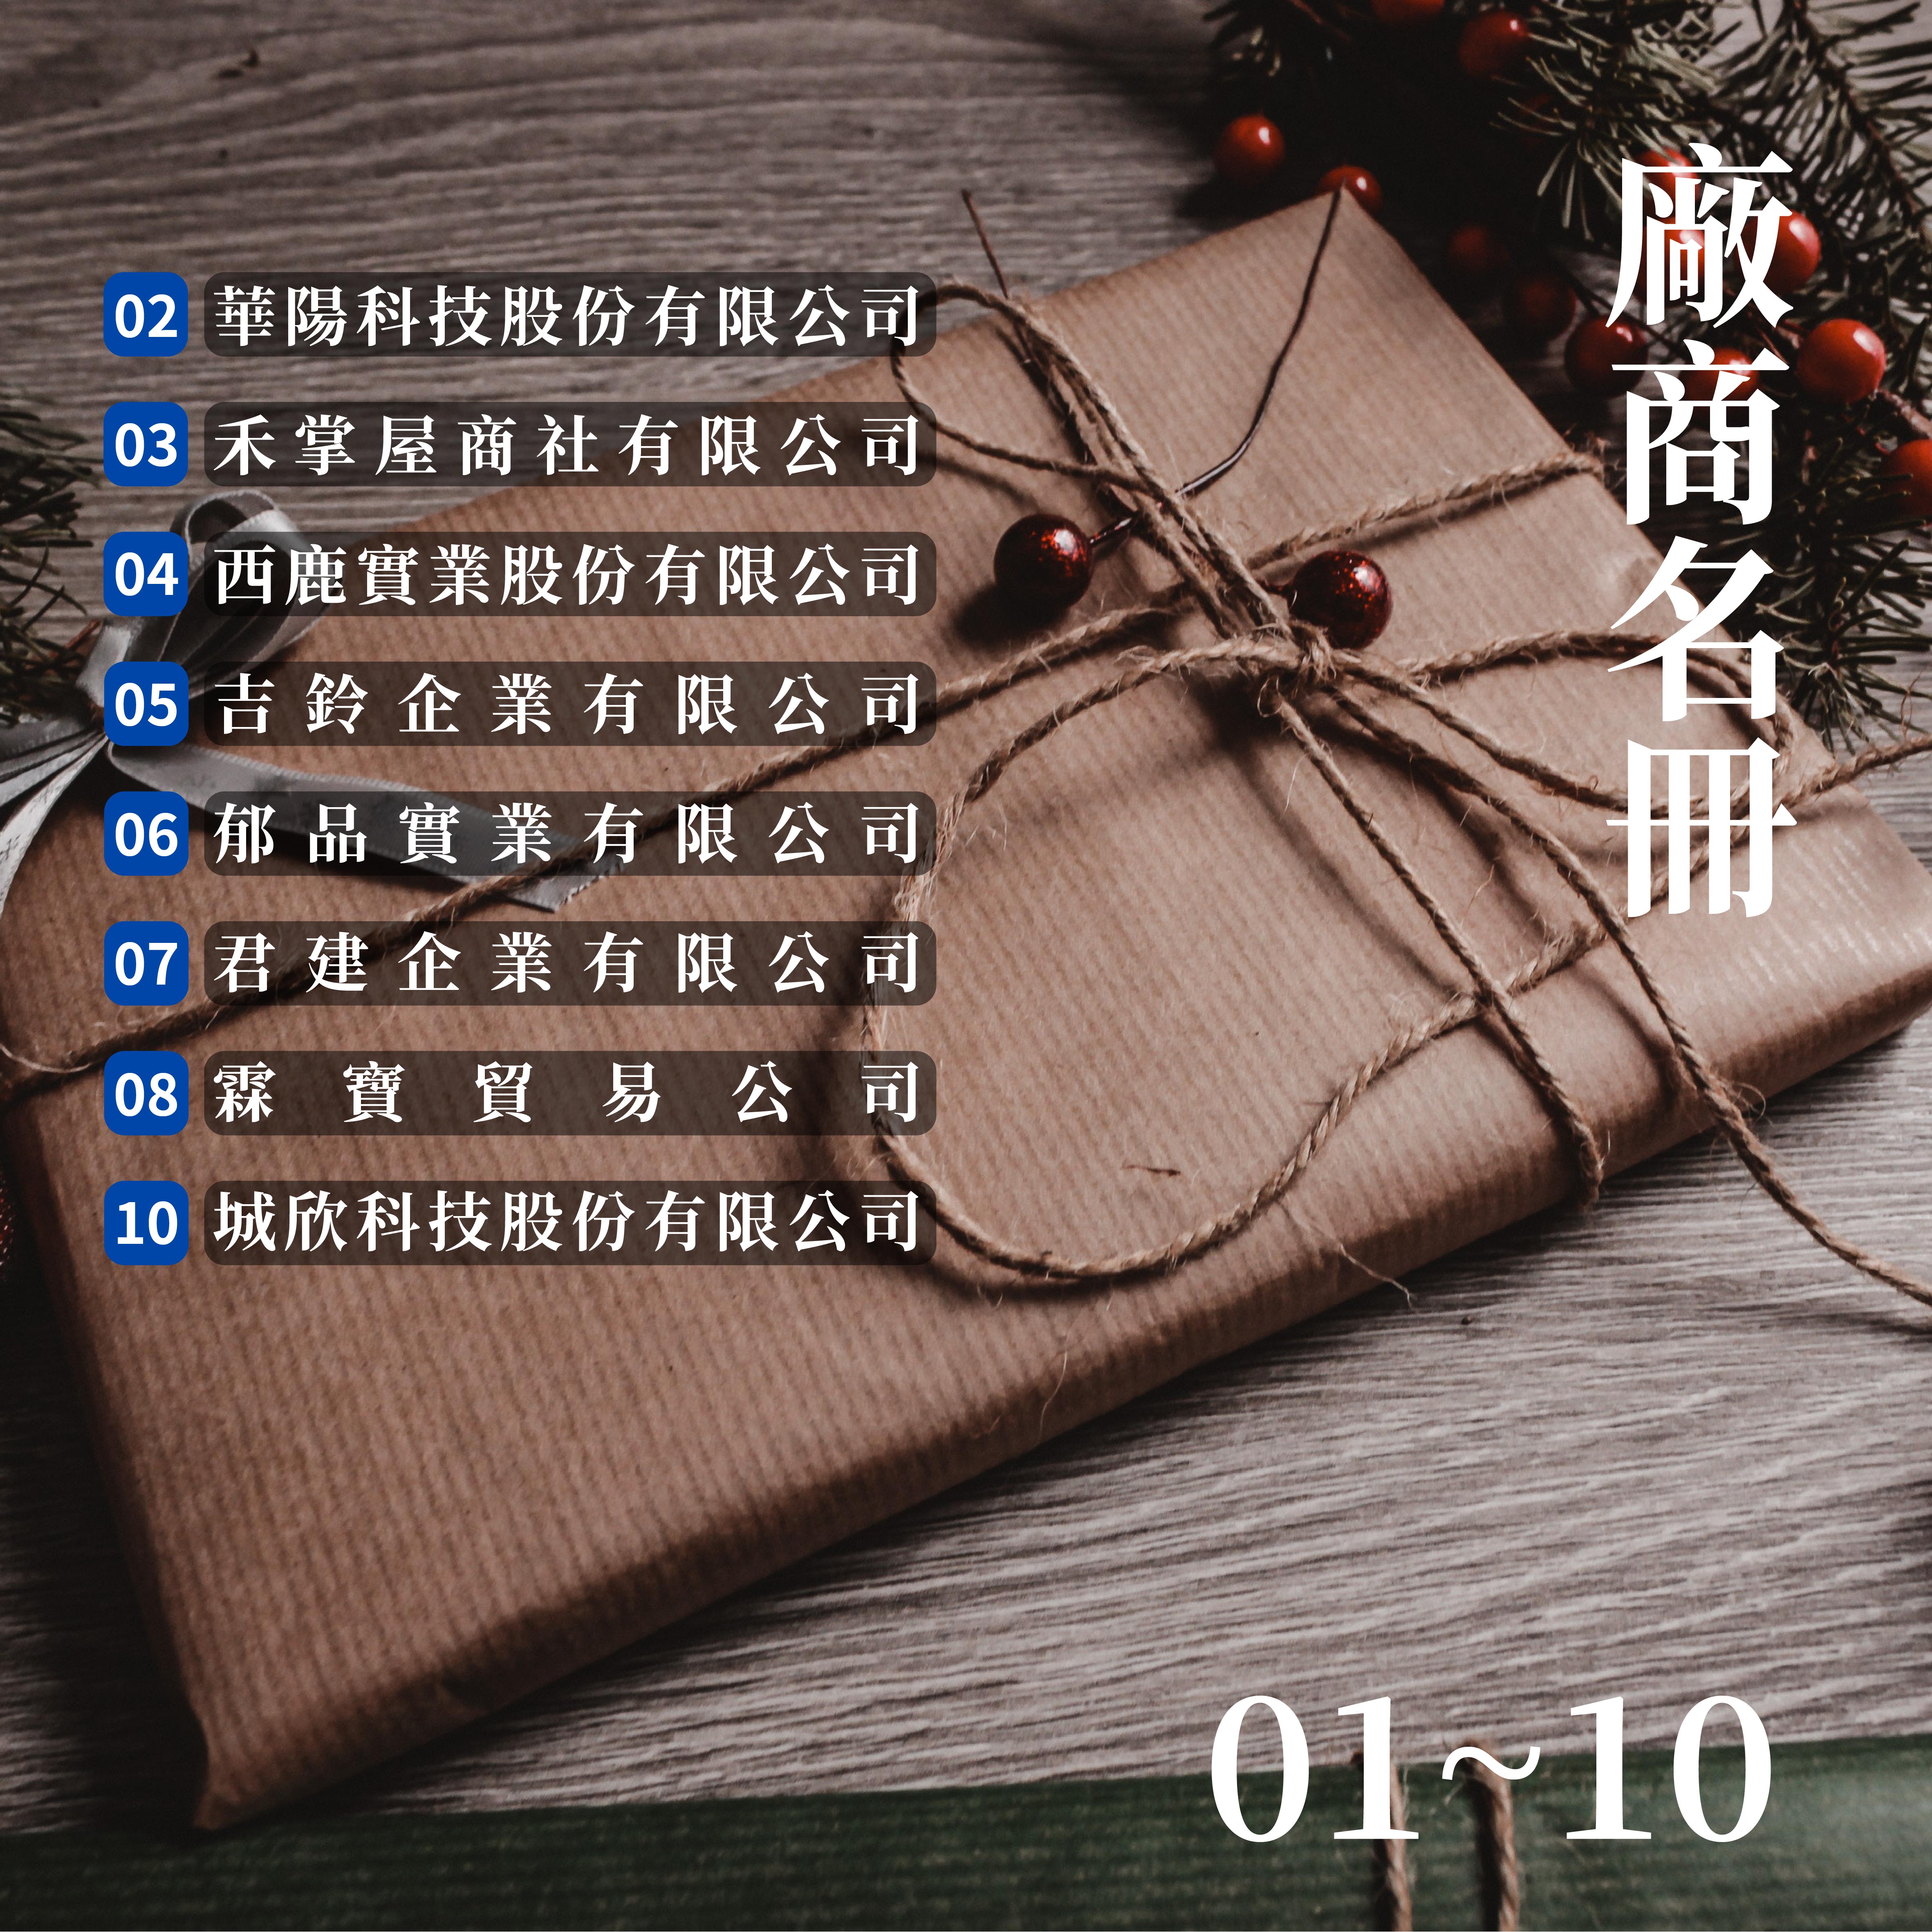 廠商名冊
02 華陽科技股份有限公司
03 禾掌屋商社有限公司
04 西鹿實業股份有限公司
05 吉鈴企業有限公司
06 郁品實業有限公司
07 君建企業有限公司
08 霖寶貿易公司
10 城欣科技股份有限公司
01~10